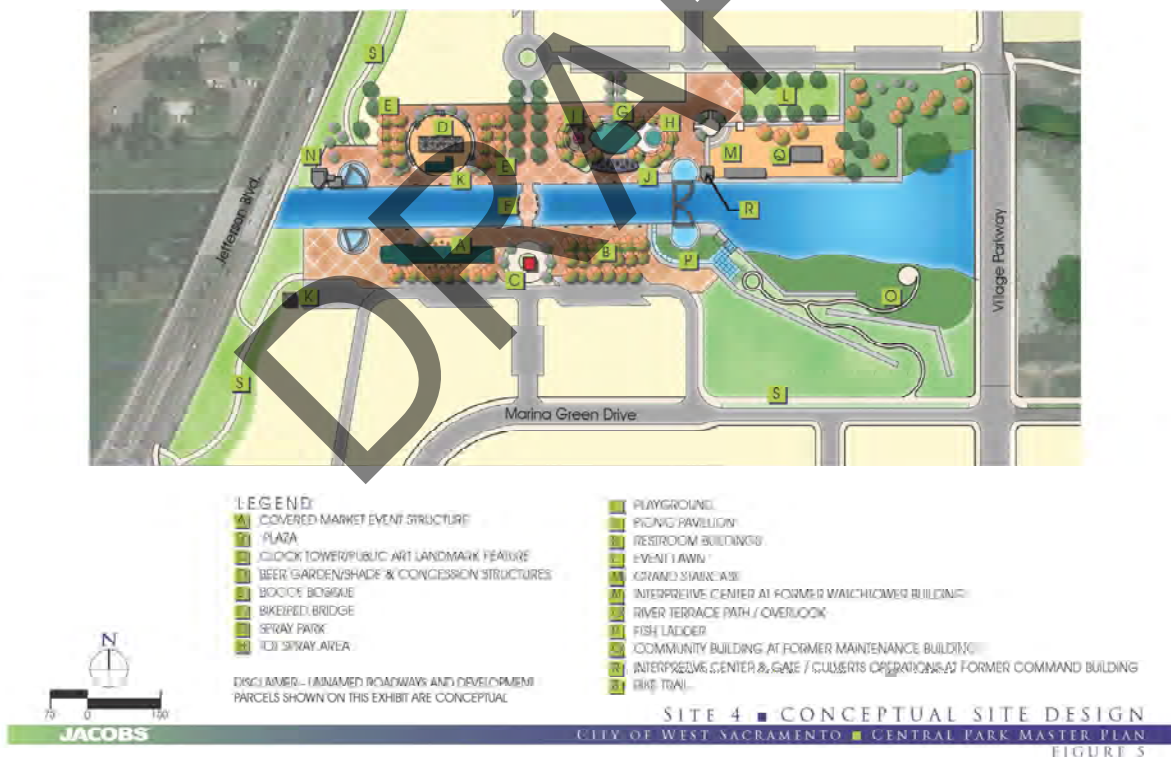 DRAFT
S
L
E
D
I
G
H
N
M
Q
E
K
J
F
R
Jefferson Blvd.
A
B
Village Parkway
C
P
K
O
S
S
Marina Green Drive
LEGEND
A COVERED MARKET EVENT STRUCTURE
PLAZA
CLOCK TOWER/PUBLIC ART LANDMARK FEATURE
BEER GARDEN/SHADE & CONCESSION STRUCTURES
BOCCE BOSQUE
BIKE/PED BRIDGE
SPRAY PARK
H TOT SPRAY AREA
DISCLAIMER - UNNAMED ROADWAYS AND DEVELOPMENT
PARCELS SHOWN ON THIS EXHIBIT ARE CONCEPTUAL
PLAYGROUND
PICNIC PAVILION
RESTROOM BUILDINGS
EVENT LAWN
GRAND STAIRCASE
INTERPRETIVE CENTER AT FORMER WATCHTOWER BUILDING
RIVER TERRACE PATH / OVERLOOK
FISH LADDER
COMMUNITY BUILDING AT FORMER MAINTENANCE BUILDING
R INTERPRETIVE CENTER & GATE / CULVERTS OPERATIONS AT FORMER COMMAND BUILDING
S BIKE TRAIL
N
0
JACOBS
SITE 4 ■ CONCEPTUAL SITE DESIGN
CITY OF WEST SACRAMENTO ■ CENTRAL PARK MASTER PLAN
FIGURE 5